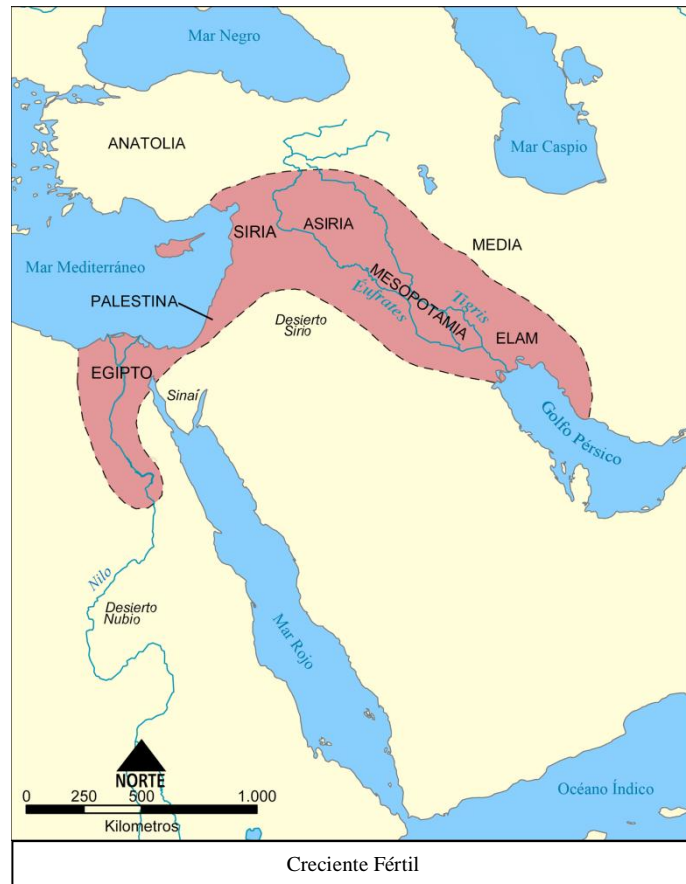 Mar Negro
Mar Caspio
ANATOLIA
SIRIA
ASIRIA
MEDIA
Mar Mediterráneo
MESOPOTAMIA
Tigris
Éufrates
PALESTINA
Desierto
Sirio
ELAM
EGIPTO
Sinaí
Golfo Pérsico
Nilo
Desierto
Nubio
Mar Rojo
NORTE
0 250 500 1.000
Kilometros
Océano Índico
Creciente Fértil